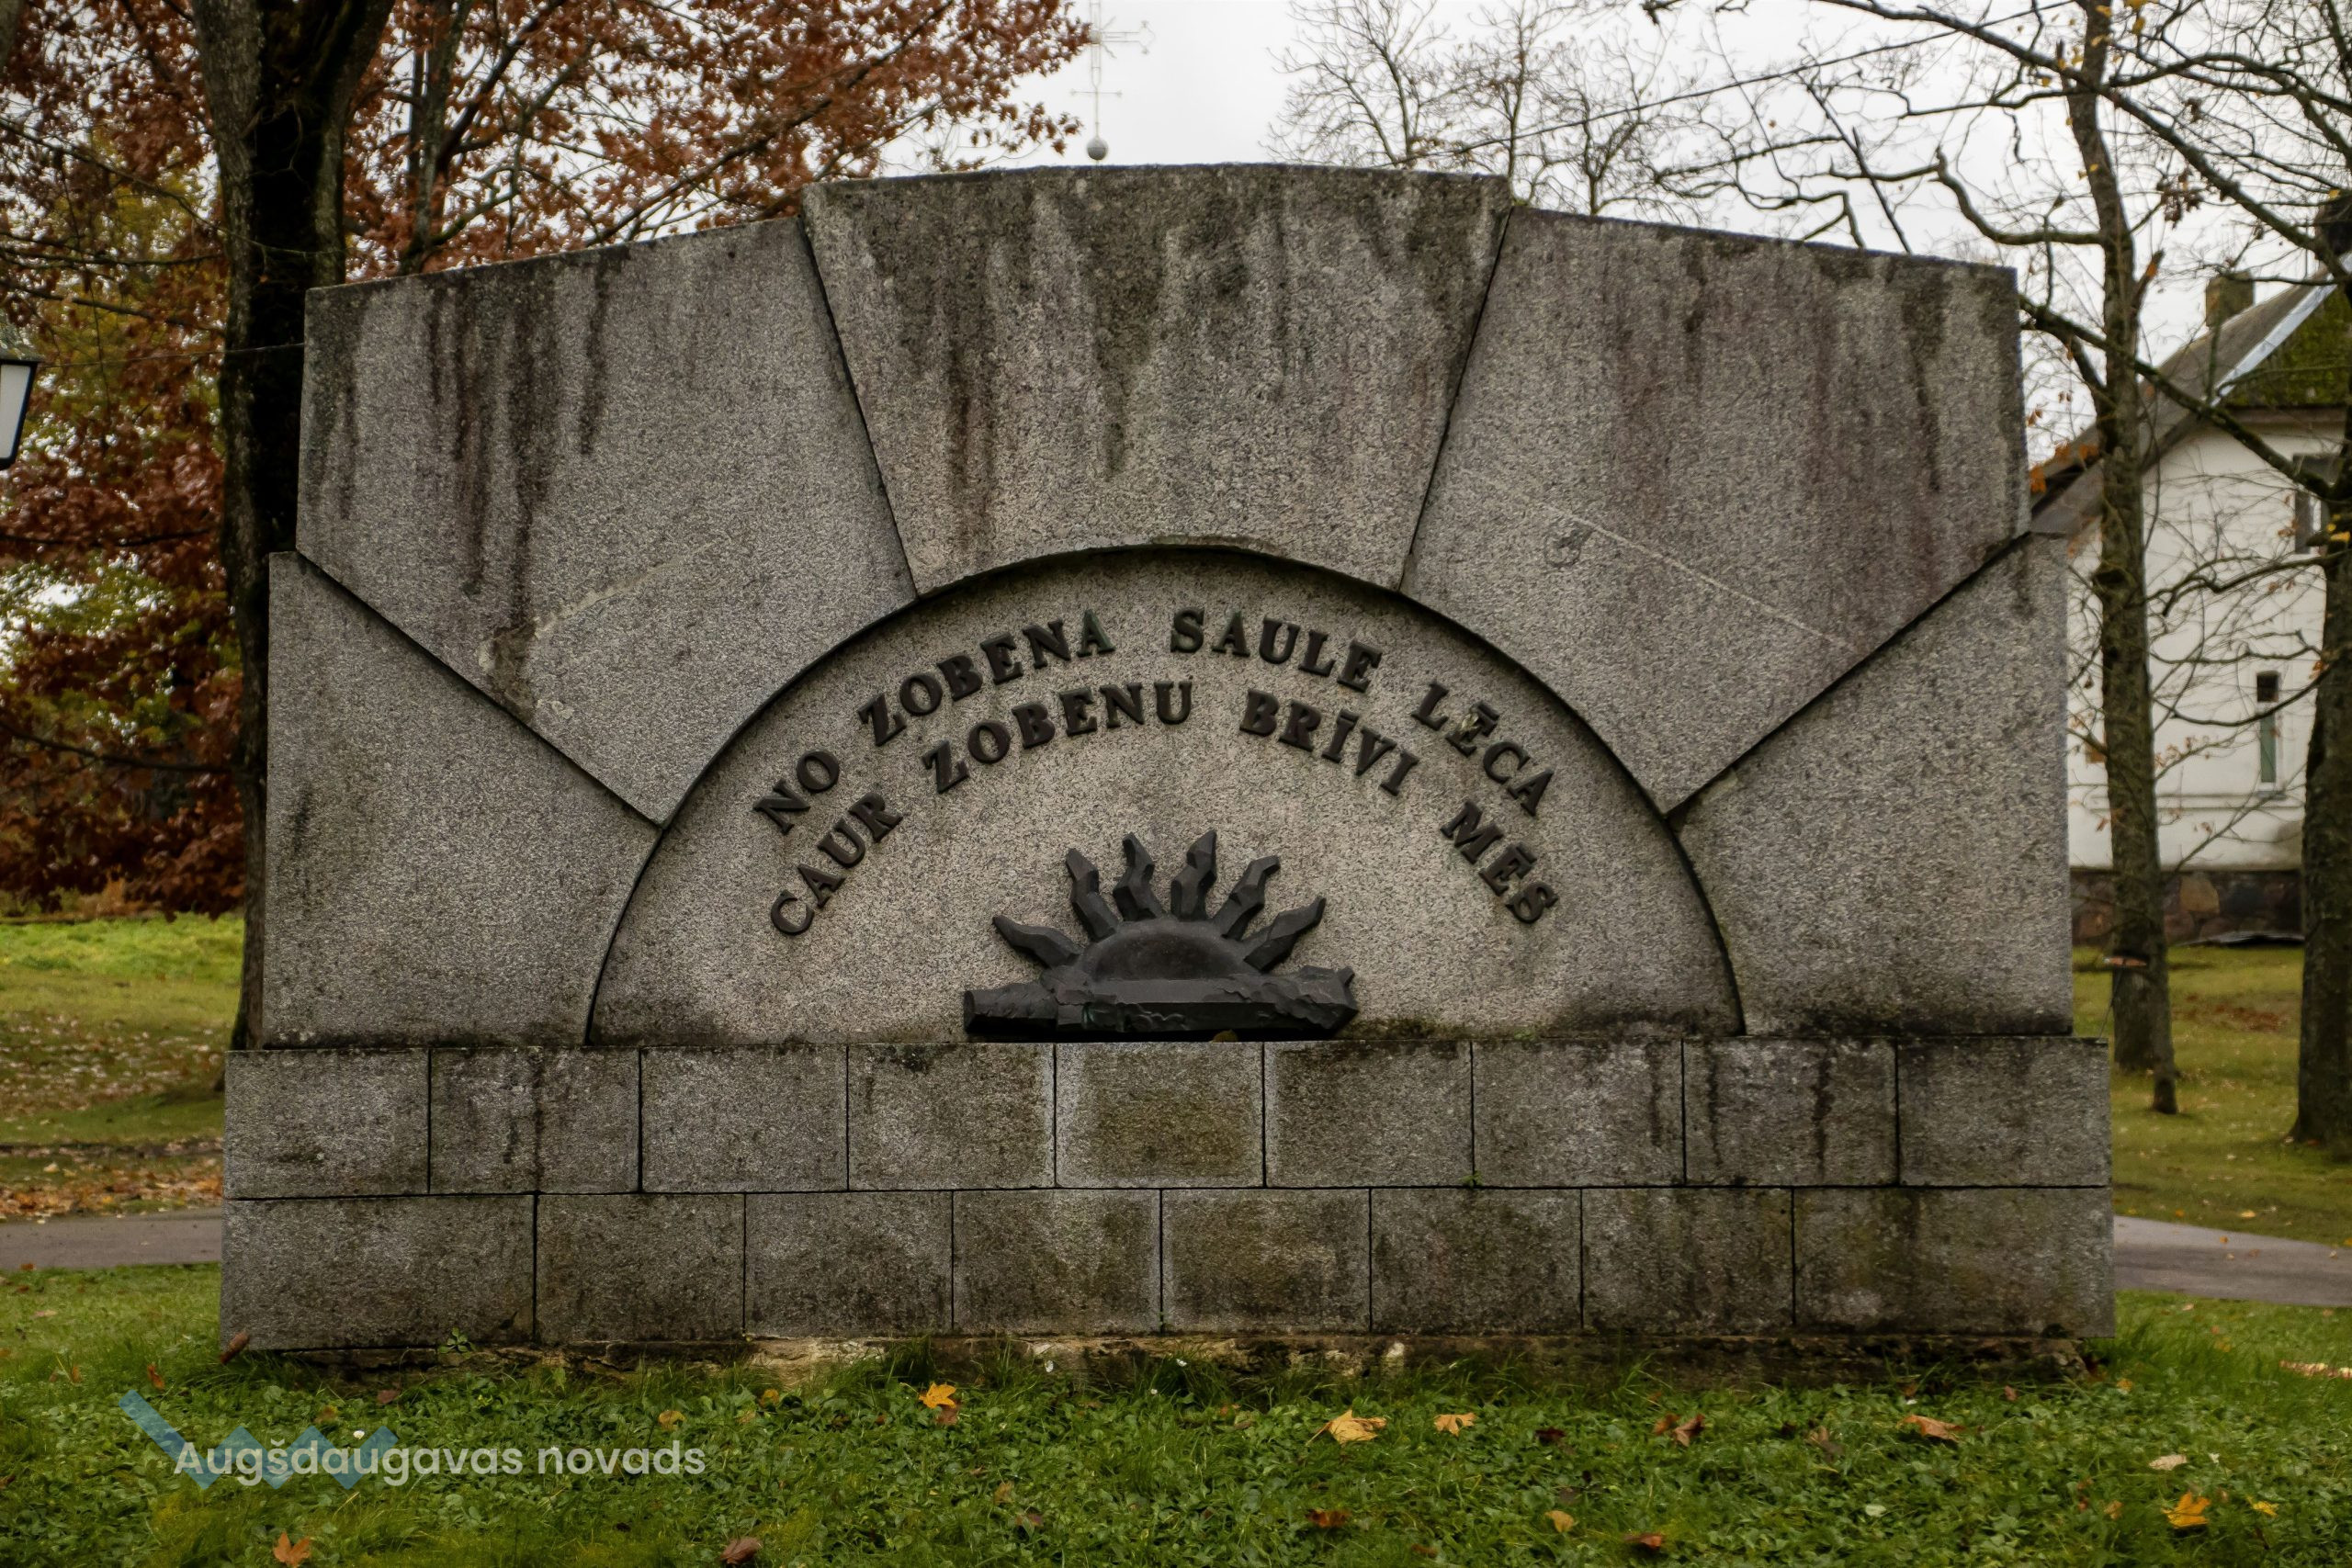 NO ZOBENA SAULE LĒCA
CAUR ZOBENU BRĪVI MĒS
Augšdaugavas novads